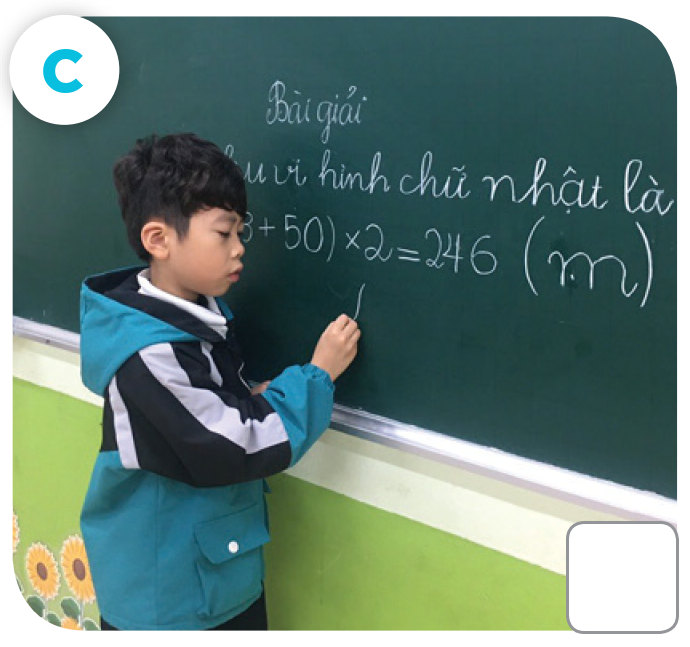 C
Bài giải
hu vi hình chữ nhật là
3 + 50) × 2 = 246 (m)